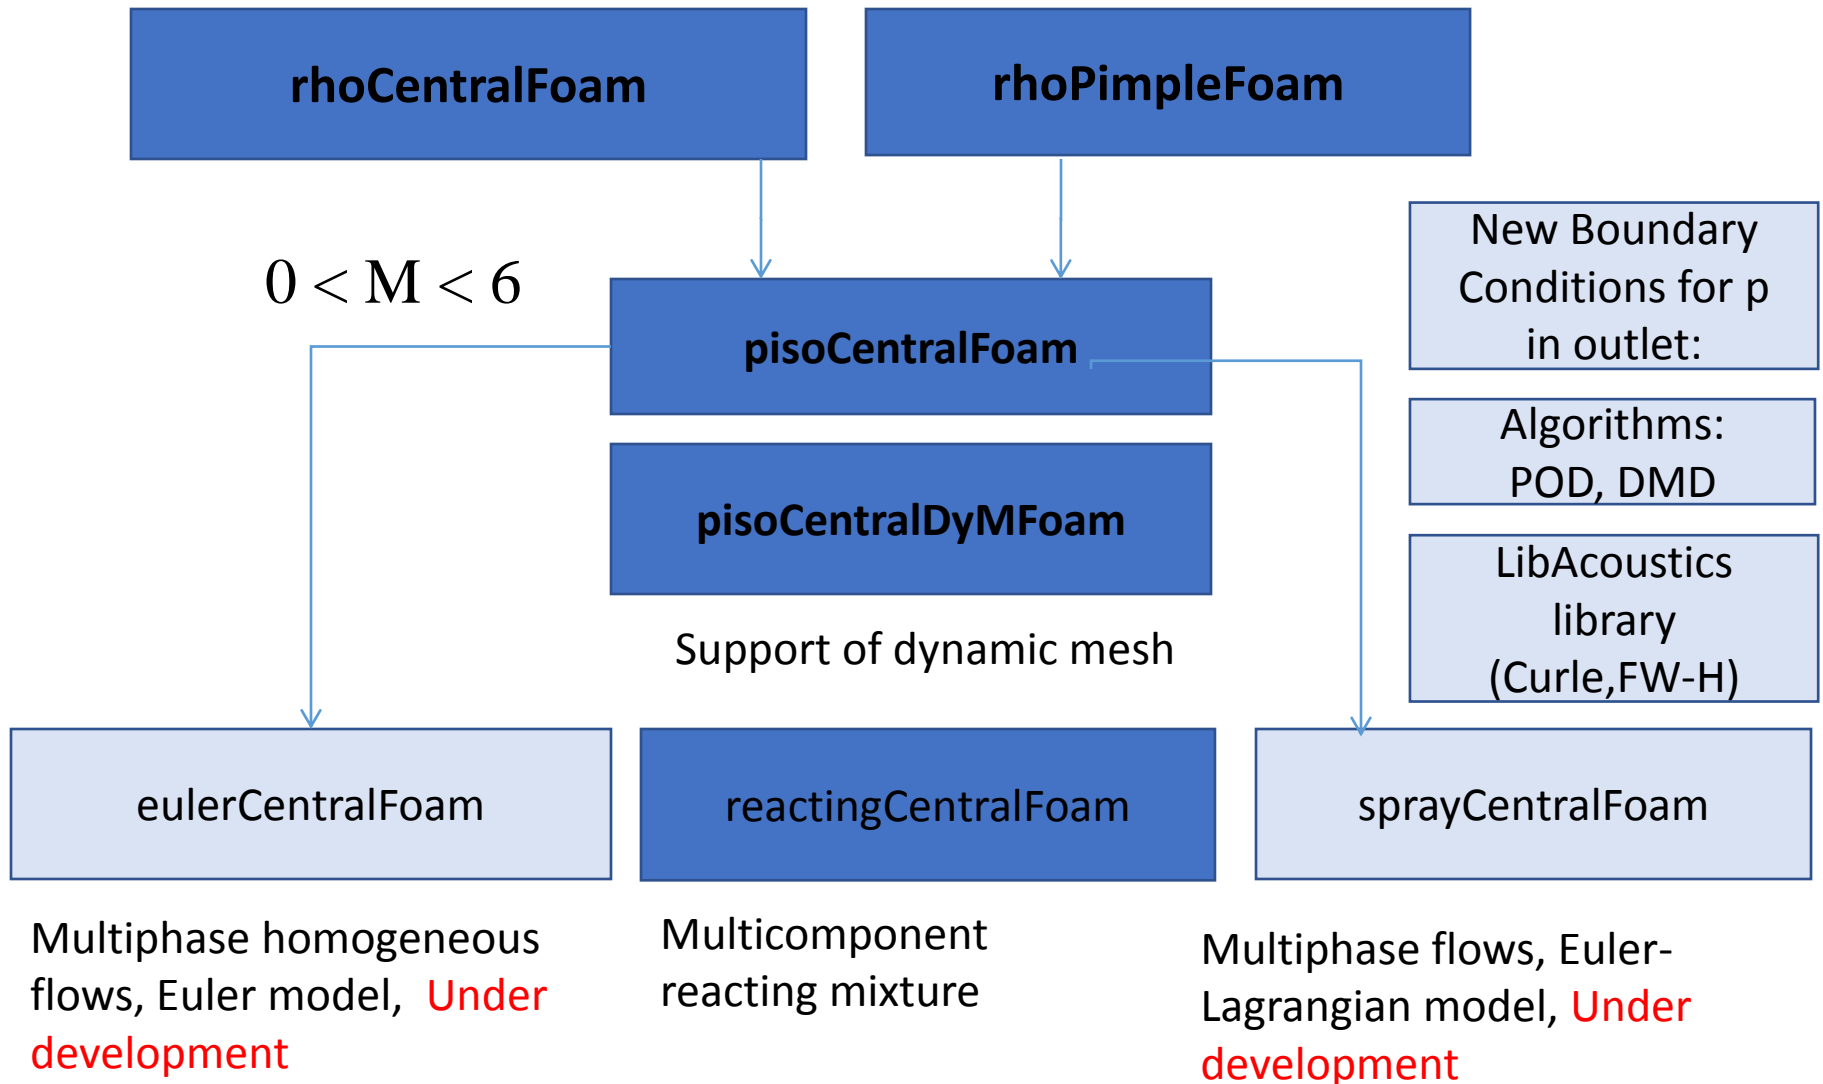 rhoCentralFoam
rhoPimpleFoam
0 < M < 6
pisoCentralFoam
New Boundary
Conditions for p
in outlet:
Algorithms:
POD, DMD
pisoCentralDyMFoam
LibAcoustics
library
(Curle,FW-H)
Support of dynamic mesh
eulerCentralFoam
reactingCentralFoam
sprayCentralFoam
Multiphase homogeneous
flows, Euler model, Under
development
Multicomponent
reacting mixture
Multiphase flows, Euler-
Lagrangian model, Under
development